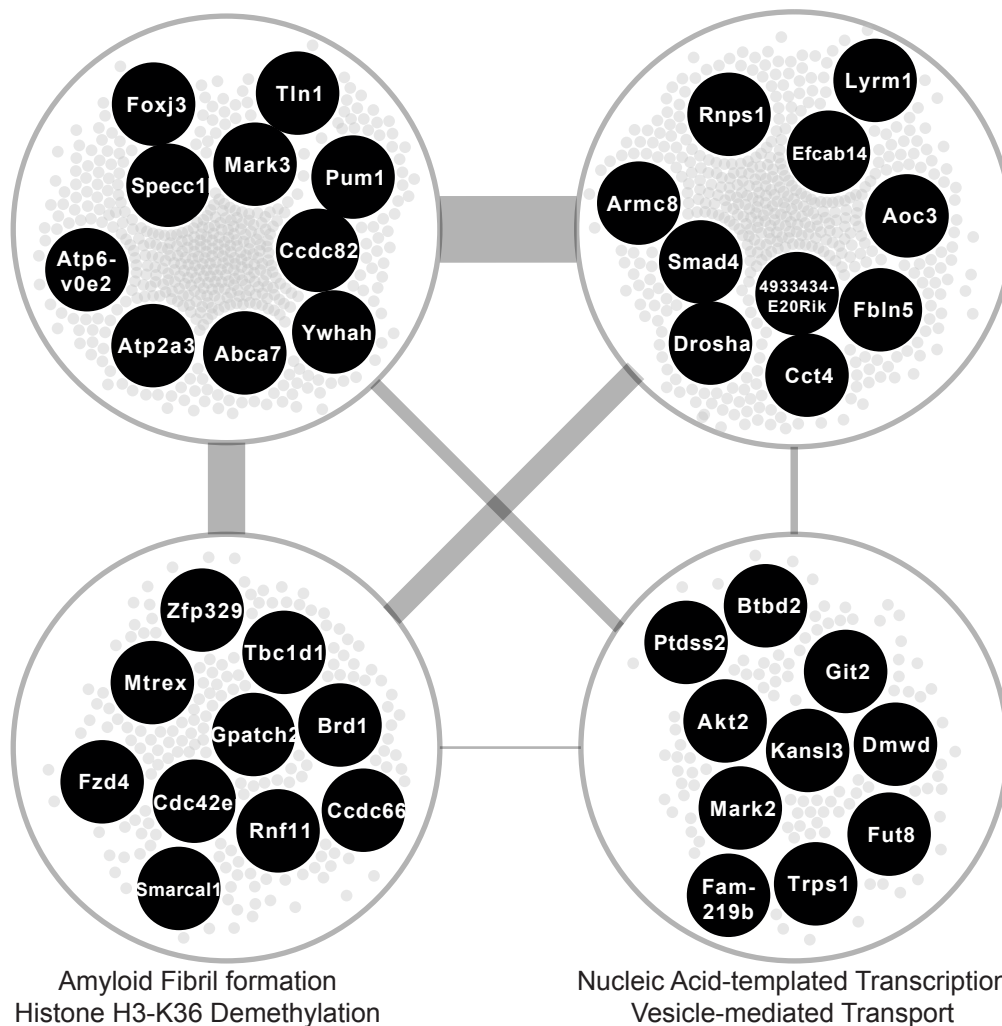 Foxj3
Tln1
Mark3
Specc1
Pum1
Ccdc82
Atp6-
v0e2
Ywhah
Atp2a3
Abca7
Lyrm1
Rnps1
Efcab14
Armc8
Aoc3
Smad4
4933434-
E20Rik
Fbln5
Drosha
Cct4
Zfp329
Tbc1d1
Mtrex
Brd1
Gpatch2
Fzd4
Cdc42e
Ccdc66
Rnf11
Smarcal1
Btbd2
Ptdss2
Git2
Akt2
Kansl3
Dmwd
Mark2
Fut8
Trps1
Fam-
219b
Amyloid Fibril formation
Histone H3-K36 Demethylation
Nucleic Acid-templated Transcription
Vesicle-mediated Transport